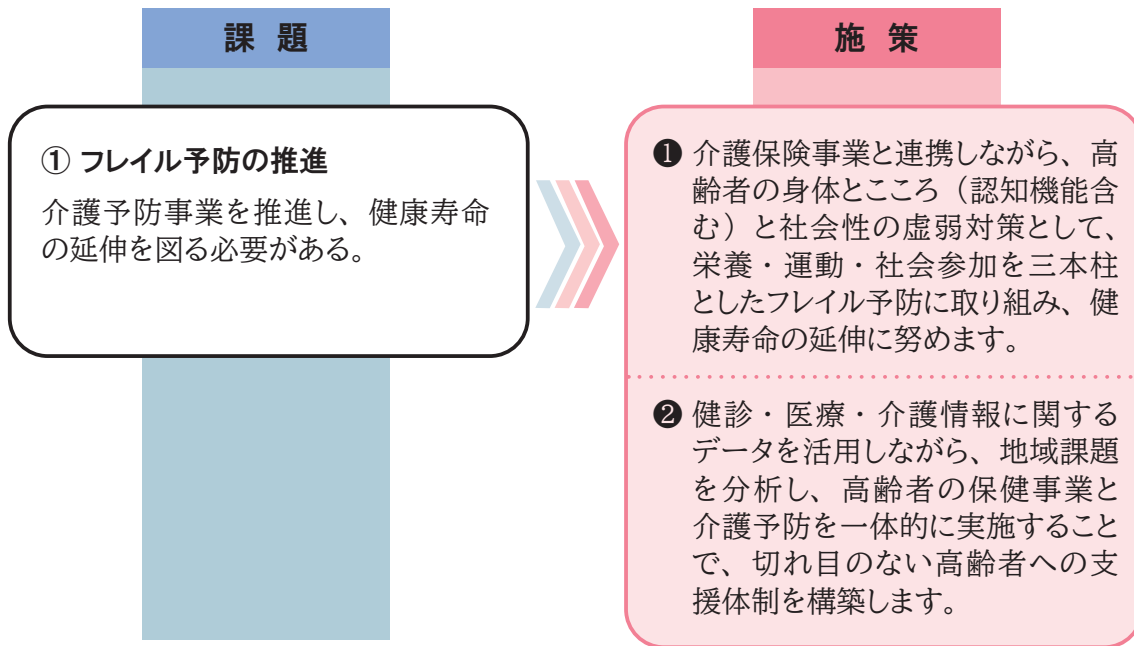 課題
① フレイル予防の推進
介護予防事業を推進し、健康寿命
の延伸を図る必要がある。
施策
❶ 介護保険事業と連携しながら、高
齢者の身体とこころ（認知機能含
む）と社会性の虚弱対策として、
栄養・運動・社会参加を三本柱
としたフレイル予防に取り組み、健
康寿命の延伸に努めます。
❷ 健診・医療・介護情報に関する
データを活用しながら、地域課題
を分析し、高齢者の保健事業と
介護予防を一体的に実施すること
で、切れ目のない高齢者への支
援体制を構築します。